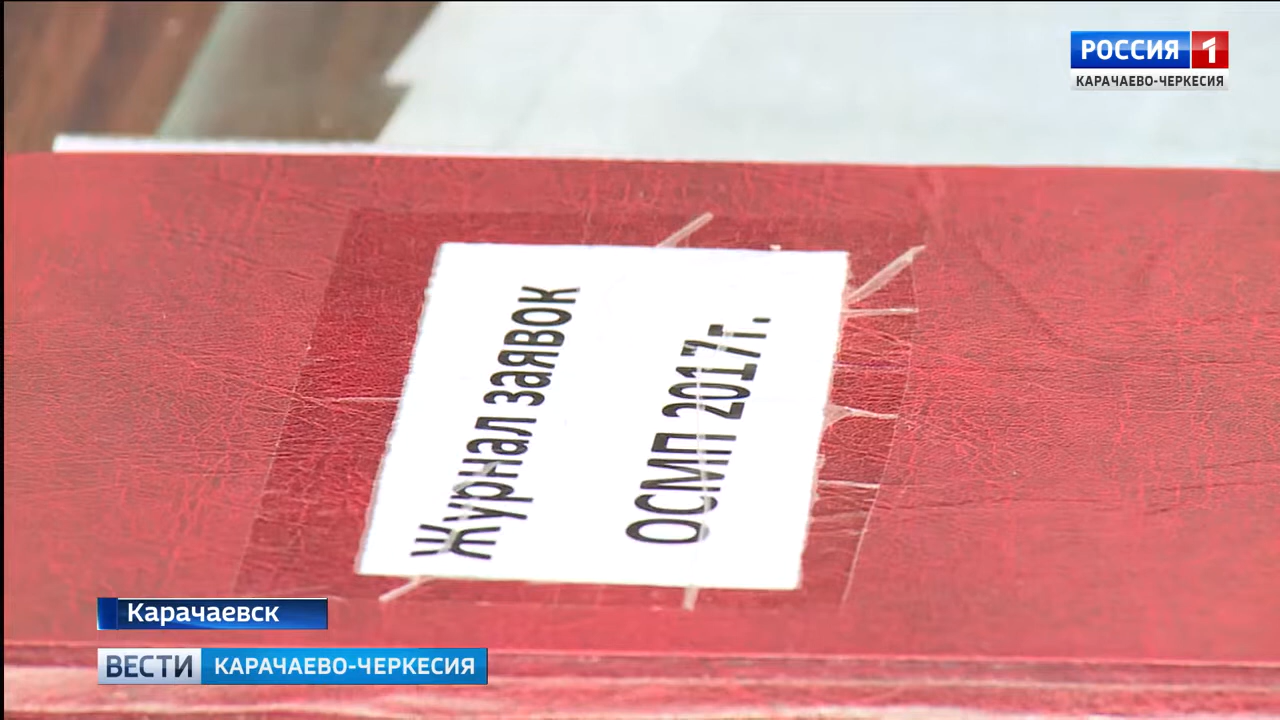 РОССИЯ 1
КАРАЧАЕВО-ЧЕРКЕСИЯ
Журнал заявок
ОСМП 2017г.
Карачаевск
ВЕСТИ КАРАЧАЕВО-ЧЕРКЕСИЯ